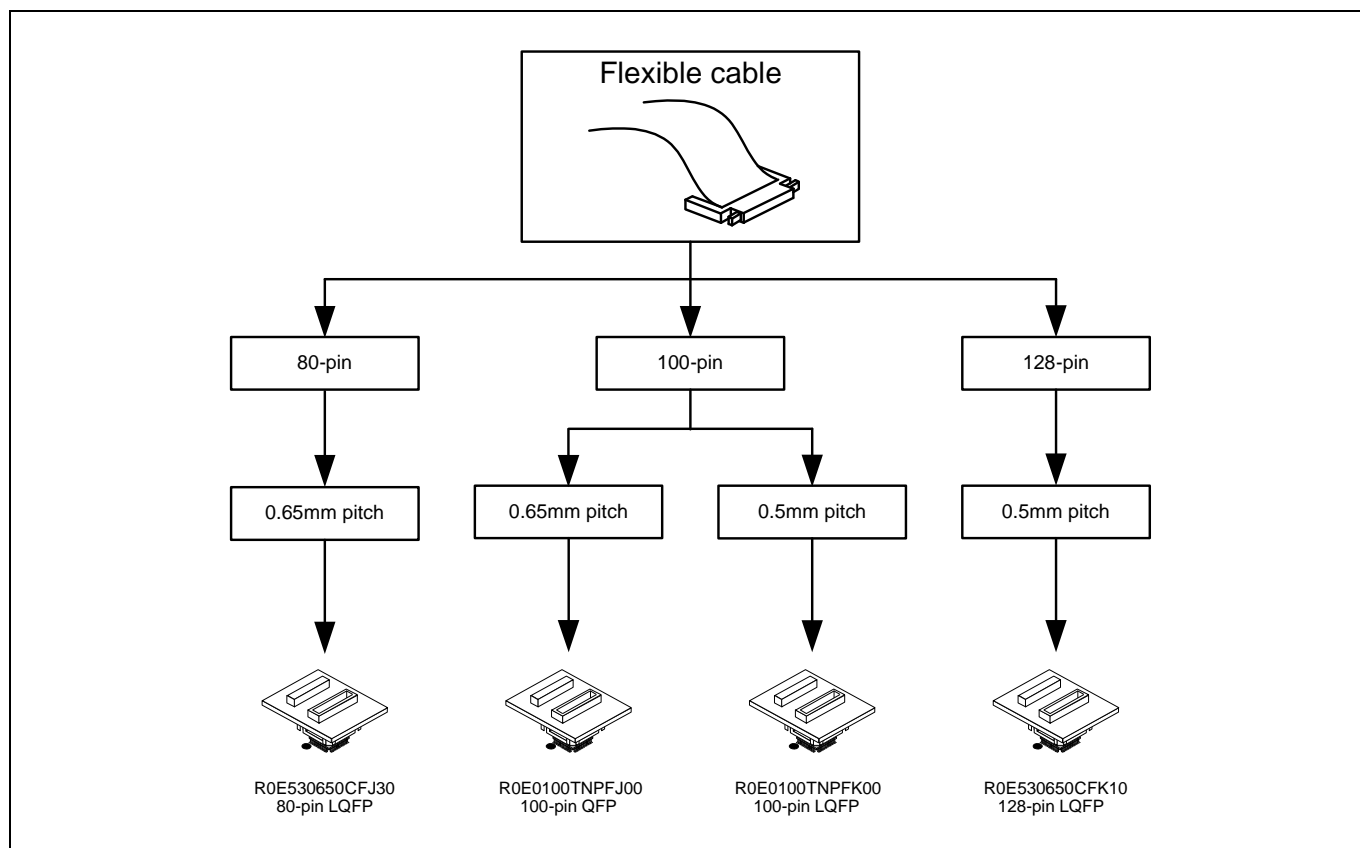 Flexible cable
80-pin
100-pin
128-pin
0.65mm pitch
0.65mm pitch
0.5mm pitch
0.5mm pitch
R0E530650CFJ30
80-pin LQFP
R0E0100TNPFJ00
100-pin QFP
R0E0100TNPFK00
100-pin LQFP
R0E530650CFK10
128-pin LQFP